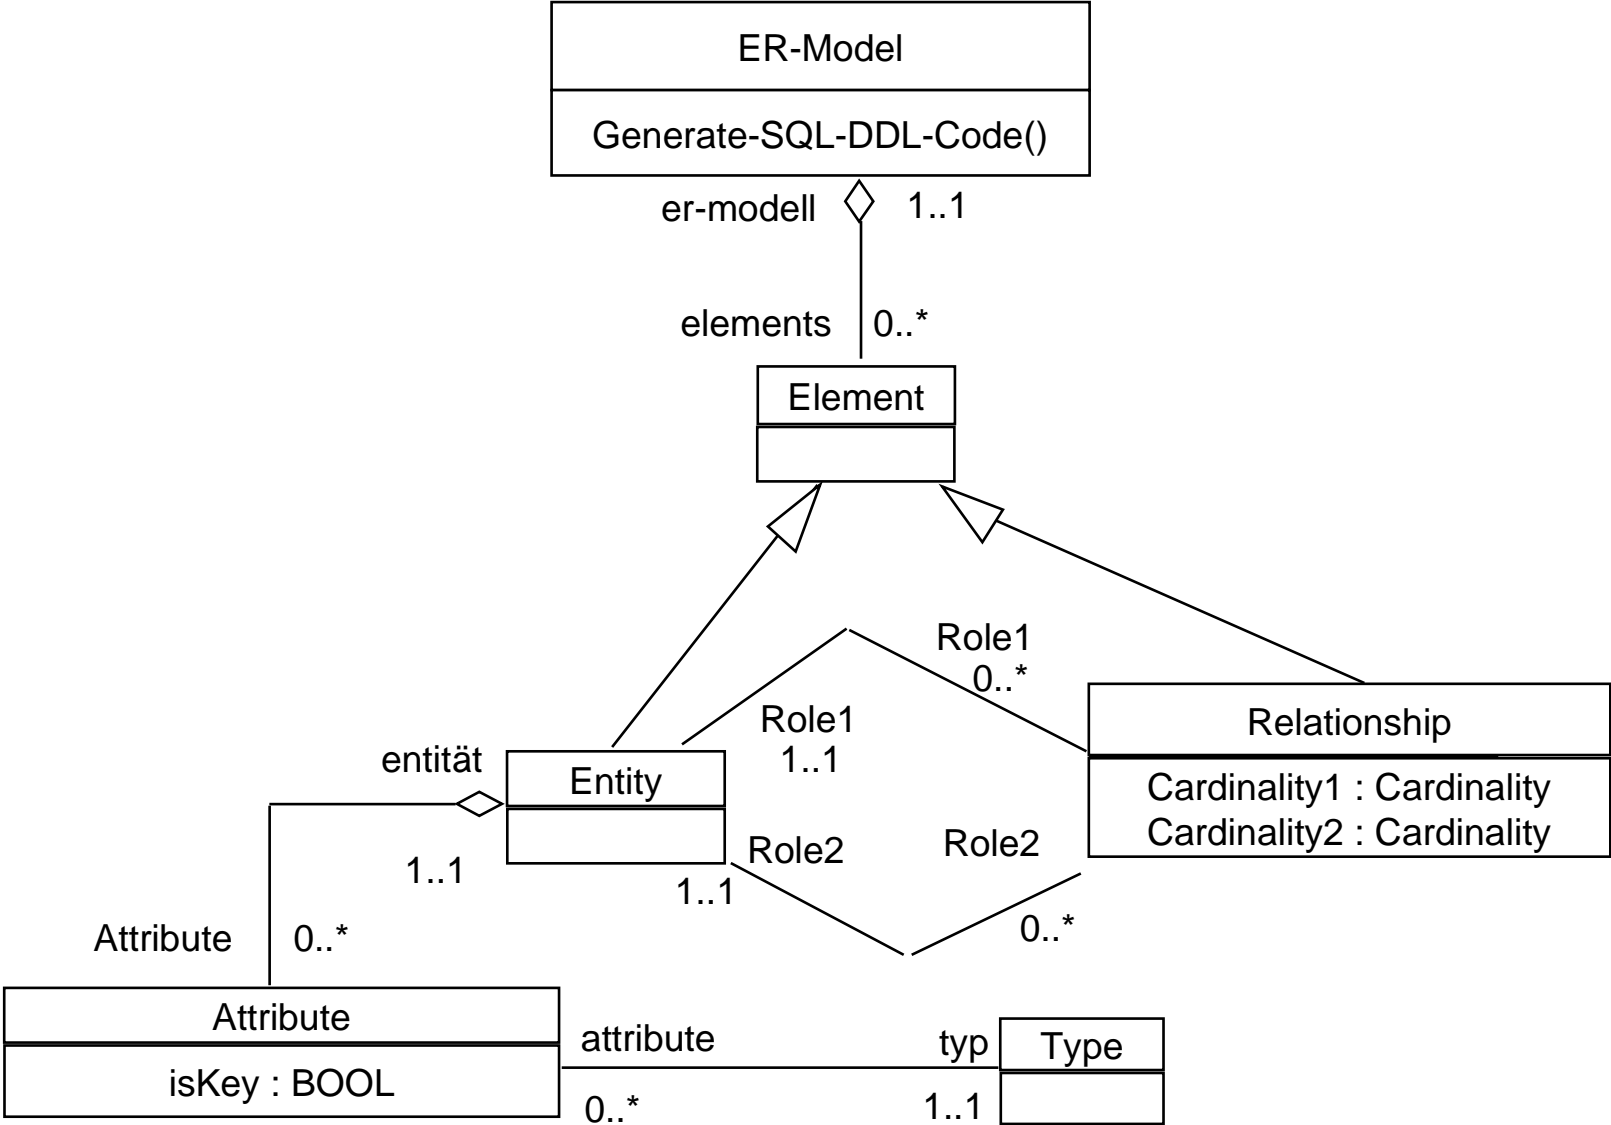 ER-Model
Generate-SQL-DDL-Code()
er-modell 1..1
elements 0..*
Element
Role1
0..*
Role1
1..1
Relationship
Cardinality1 : Cardinality
Cardinality2 : Cardinality
entität
Entity
1..1
Role2
Role2
1..1
0..*
Attribute 0..*
Attribute
isKey : BOOL
attribute
typ
0..*
1..1
Type